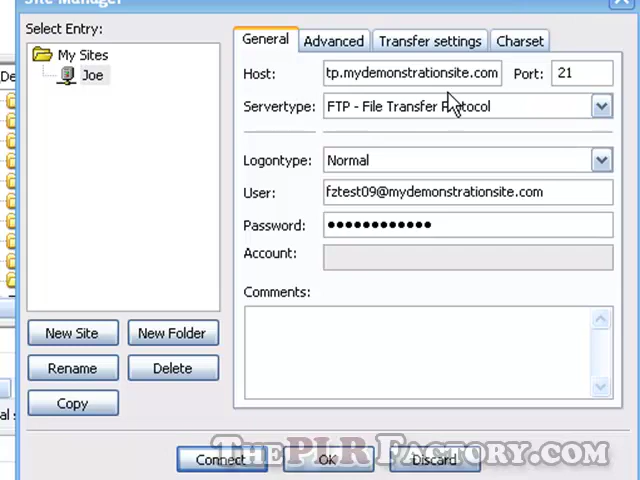 Site Manager
Select Entry:
My Sites
Joe
New Site
New Folder
Rename
Delete
Copy
General
Advanced
Transfer settings
Charset
Host:
tp.mydemonstrationsite.com
Port:
21
Servertype:
FTP - File Transfer Protocol
Logontype:
Normal
User:
fztest09@mydemonstrationsite.com
Password:
●●●●●●●●●●●●
Account:
Comments:
Connect
OK
Discard
ThePLRFactory.com